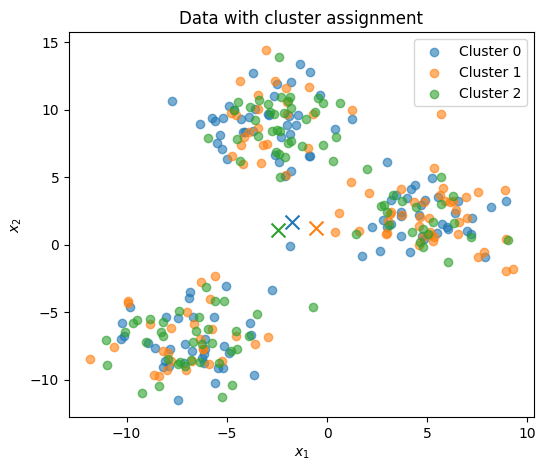 Data with cluster assignment
Cluster 0
Cluster 1
Cluster 2
15
10
5
0
−5
−10
x₂
−10
−5
0
5
10
x₁